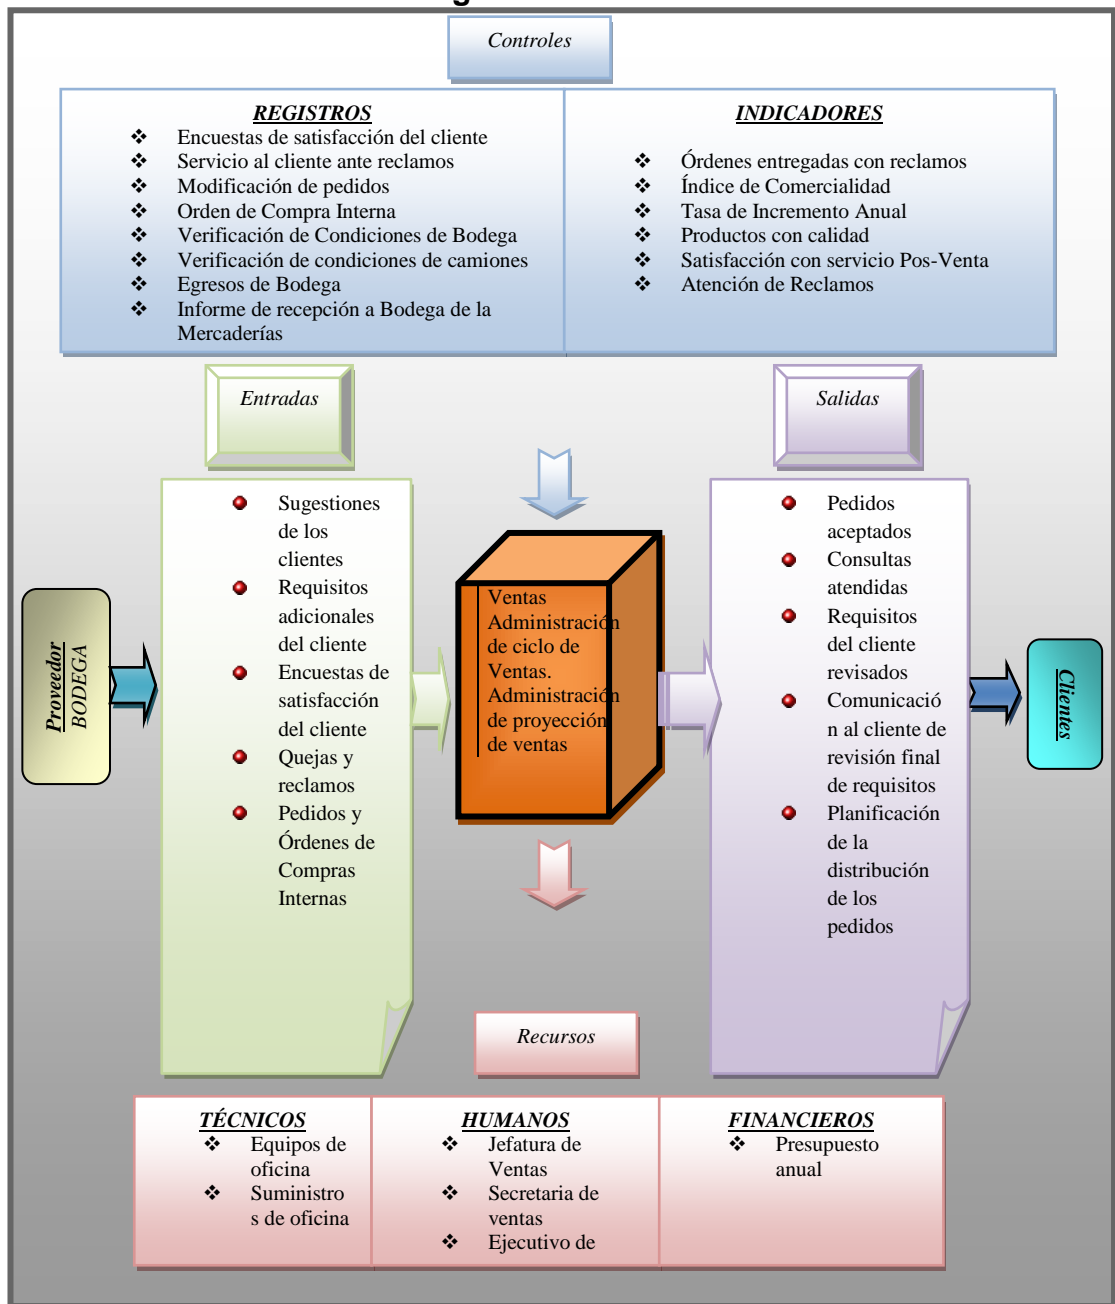 Controles
REGISTROS
Encuestas de satisfacción del cliente
Servicio al cliente ante reclamos
Modificación de pedidos
Orden de Compra Interna
Verificación de Condiciones de Bodega
Verificación de condiciones de camiones
Egresos de Bodega
Informe de recepción a Bodega de la
Mercaderías
INDICADORES
Órdenes entregadas con reclamos
Índice de Comercialidad
Tasa de Incremento Anual
Productos con calidad
Satisfacción con servicio Pos-Venta
Atención de Reclamos
Entradas
Salidas
Proveedor
BODEGA
Sugestiones
de los
clientes
Requisitos
adicionales
del cliente
Encuestas de
satisfacción
del cliente
Quejas y
reclamos
Pedidos y
Órdenes de
Compras
Internas
Ventas
Administración
de ciclo de
Ventas.
Administración
de proyección
de ventas
Pedidos
aceptados
Consultas
atendidas
Requisitos
del cliente
revisados
Comunicació
n al cliente de
revisión final
de requisitos
Planificación
de la
distribución
de los
pedidos
Clientes
Recursos
TÉCNICOS
Equipos de
oficina
Suministro
s de oficina
HUMANOS
Jefatura de
Ventas
Secretaria de
ventas
Ejecutivo de
FINANCIEROS
Presupuesto
anual